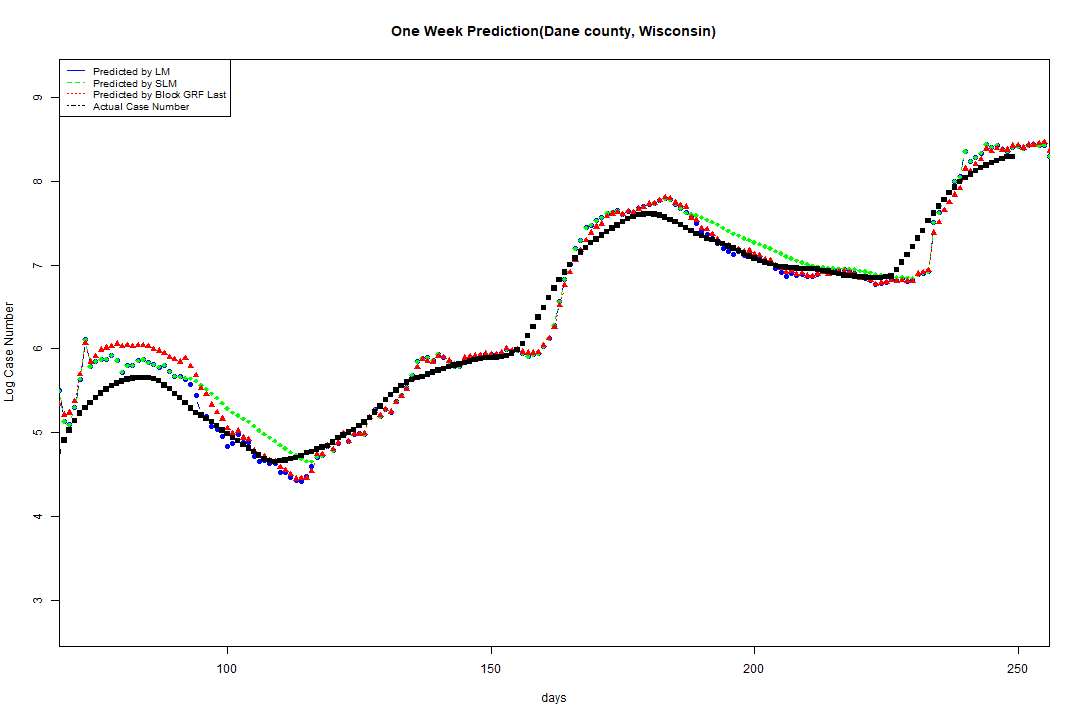 One Week Prediction(Dane county, Wisconsin)
Predicted by LM
Predicted by SLM
Predicted by Block GRF Last
Actual Case Number
Log Case Number
9
8
7
6
5
4
3
100 150 200 250
days